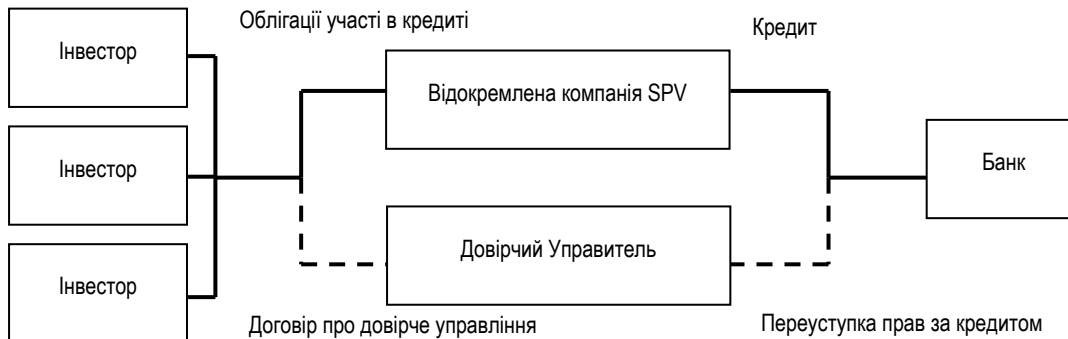 Облігації участі в кредиті
Кредит
Інвестор
Відокремлена компанія SPV
Інвестор
Банк
Довірчий Управитель
Інвестор
Договір про довірче управління
Переуступка прав за кредитом